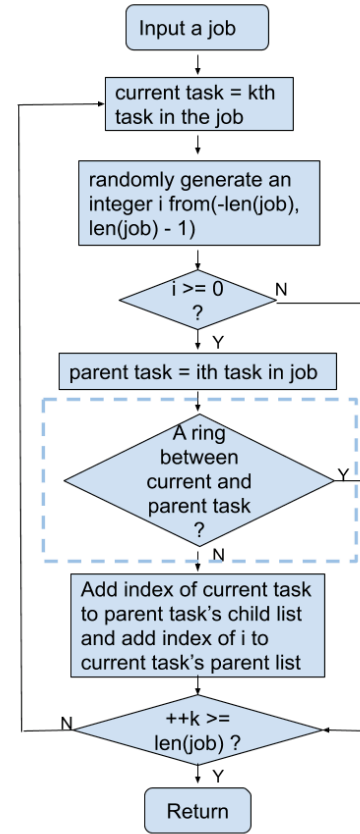 Input a job
current task = kth
task in the job
randomly generate an
integer i from(-len(job),
len(job) - 1)
i >= 0
?
N
Y
parent task = ith task in job
A ring
between
current and
parent task
?
Y
N
Add index of current task
to parent task's child list
and add index of i to
current task's parent list
++k >=
len(job) ?
N
Y
Return